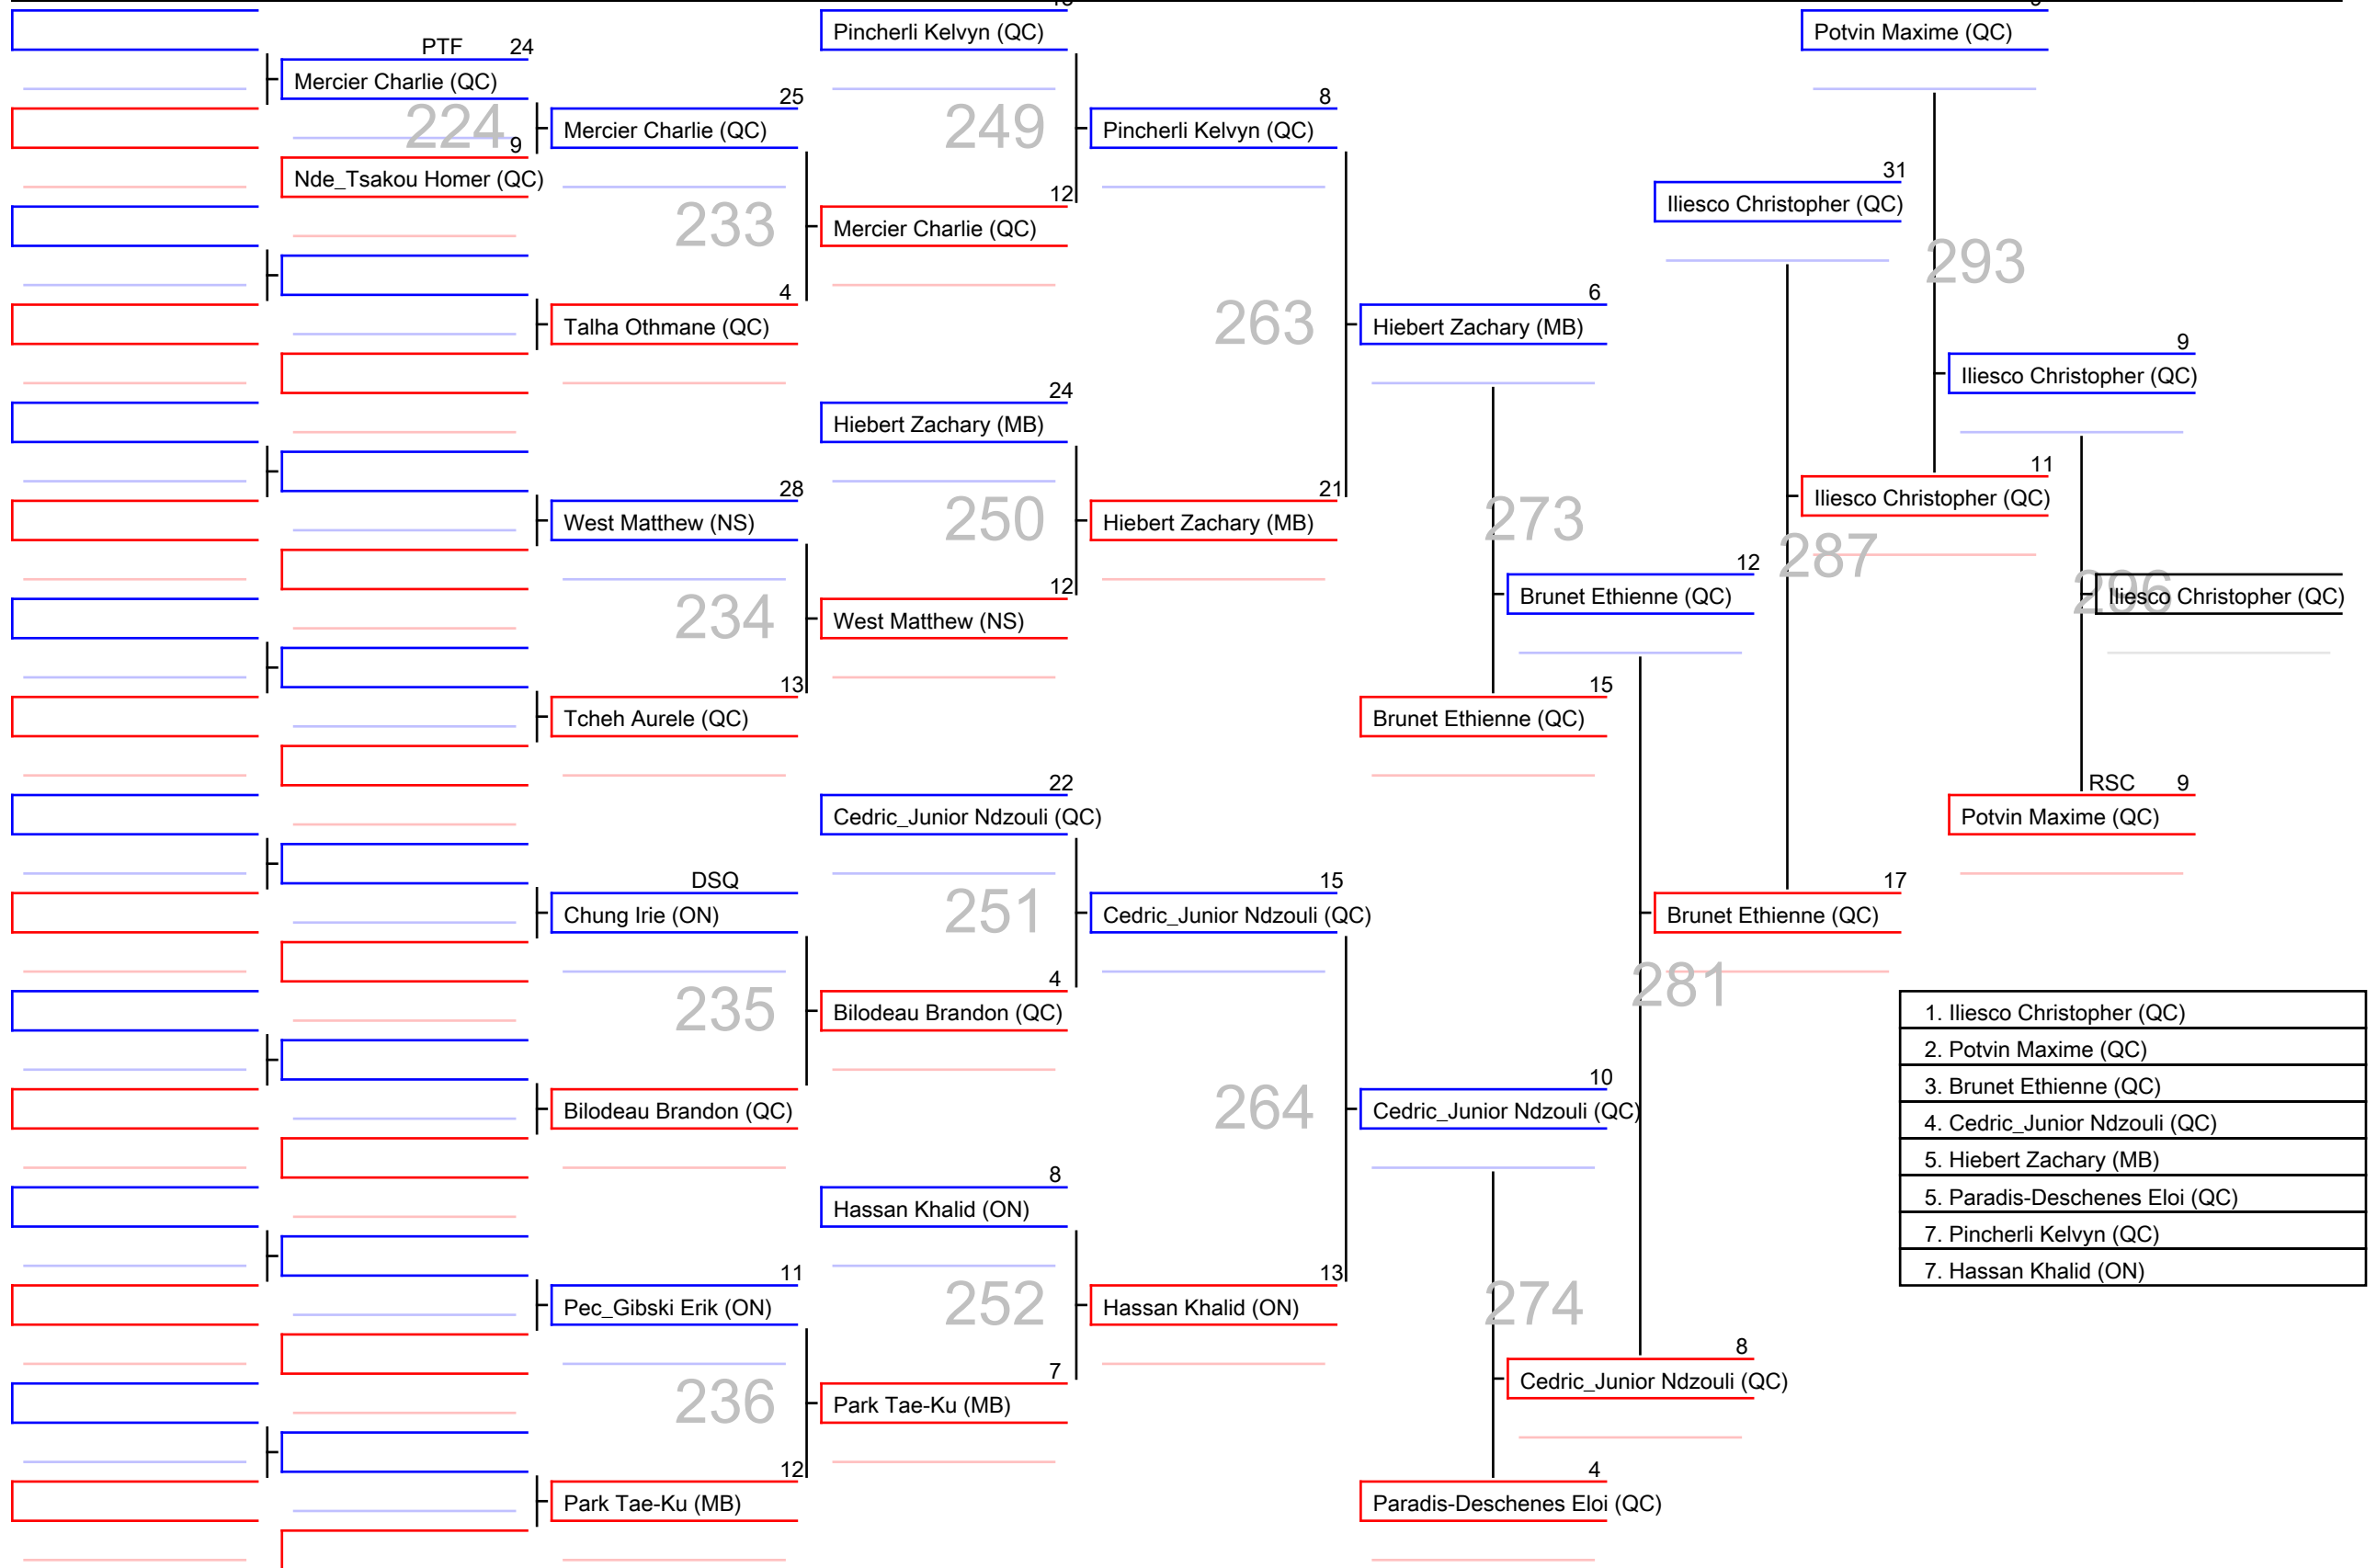 Pincherli Kelvyn (QC)
Potvin Maxime (QC)
PTF 24
Mercier Charlie (QC)
25
8
224
Mercier Charlie (QC)
249
Pincherli Kelvyn (QC)
9
Nde_Tsakou Homer (QC)
31
12
Iliesco Christopher (QC)
233
Mercier Charlie (QC)
293
4
6
Talha Othmane (QC)
263
Hiebert Zachary (MB)
9
Iliesco Christopher (QC)
24
Hiebert Zachary (MB)
11
28
21
Iliesco Christopher (QC)
West Matthew (NS)
250
Hiebert Zachary (MB)
273
287
12
12
234
West Matthew (NS)
Brunet Ethienne (QC)
296
Iliesco Christopher (QC)
13
15
Tcheh Aurele (QC)
Brunet Ethienne (QC)
22
RSC 9
Cedric_Junior Ndzouli (QC)
Potvin Maxime (QC)
DSQ
15
17
Chung Irie (ON)
251
Cedric_Junior Ndzouli (QC)
Brunet Ethienne (QC)
4
281
235
Bilodeau Brandon (QC)
1. Iliesco Christopher (QC)
2. Potvin Maxime (QC)
3. Brunet Ethienne (QC)
4. Cedric_Junior Ndzouli (QC)
5. Hiebert Zachary (MB)
5. Paradis-Deschenes Eloi (QC)
7. Pincherli Kelvyn (QC)
7. Hassan Khalid (ON)
10
Bilodeau Brandon (QC)
264
Cedric_Junior Ndzouli (QC)
8
Hassan Khalid (ON)
11
13
Pec_Gibski Erik (ON)
252
Hassan Khalid (ON)
274
8
7
Cedric_Junior Ndzouli (QC)
236
Park Tae-Ku (MB)
12
4
Park Tae-Ku (MB)
Paradis-Deschenes Eloi (QC)